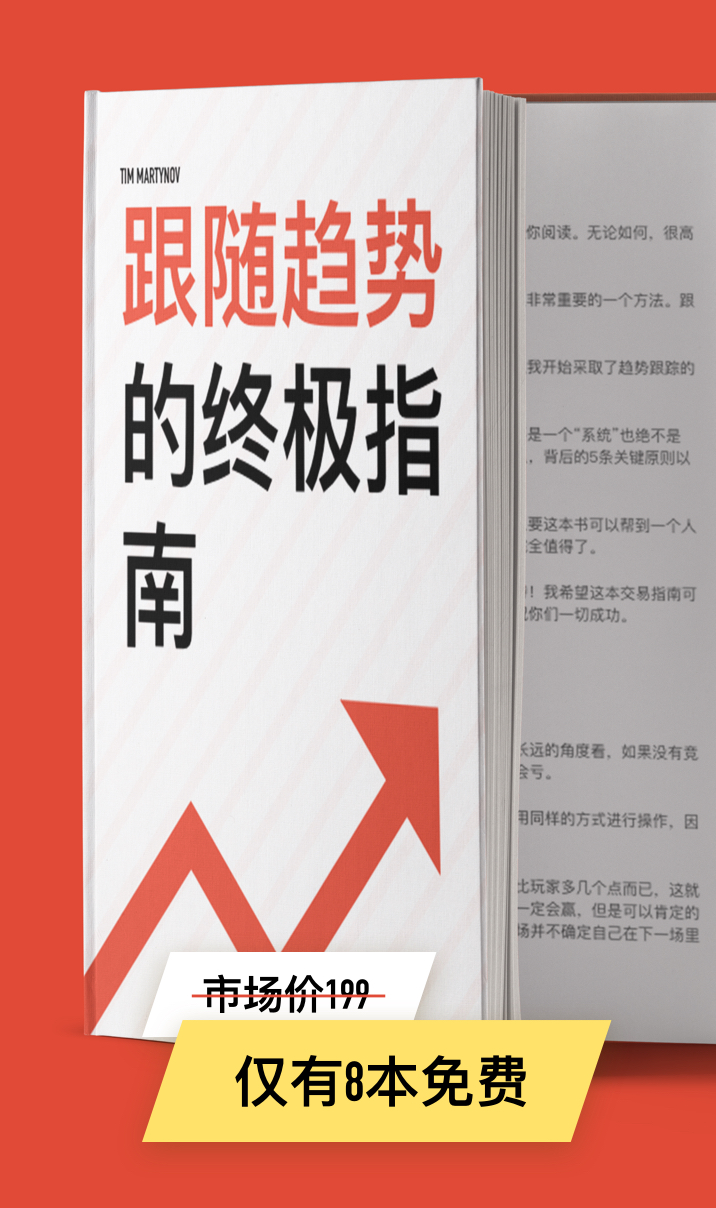 TIM MARTYNOV
跟随趋势
的终极指
南
你阅读。无论如何，很高
非常重要的一个方法。跟
我开始采取了趋势跟踪的
是一个“系统”也绝不是
，背后的5条关键原则以
要这本书可以帮到一个人
全值得了。
！我希望这本交易指南可
你们一切成功。
长远的角度看，如果没有竞
会亏。
用同样的方式进行操作，因
比玩家多几个点而已，这就
一定会赢，但是可以肯定的
场并不确定自己在下一场里
市场价199
仅有8本免费